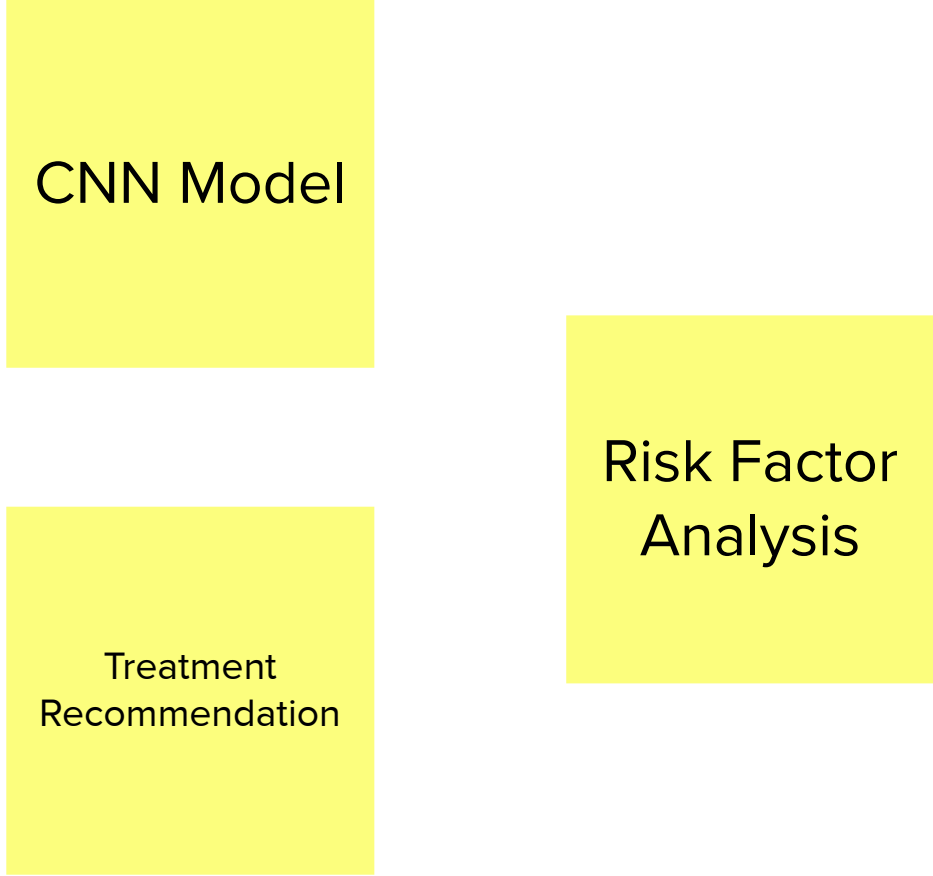 CNN Model
Risk Factor
Analysis
Treatment
Recommendation